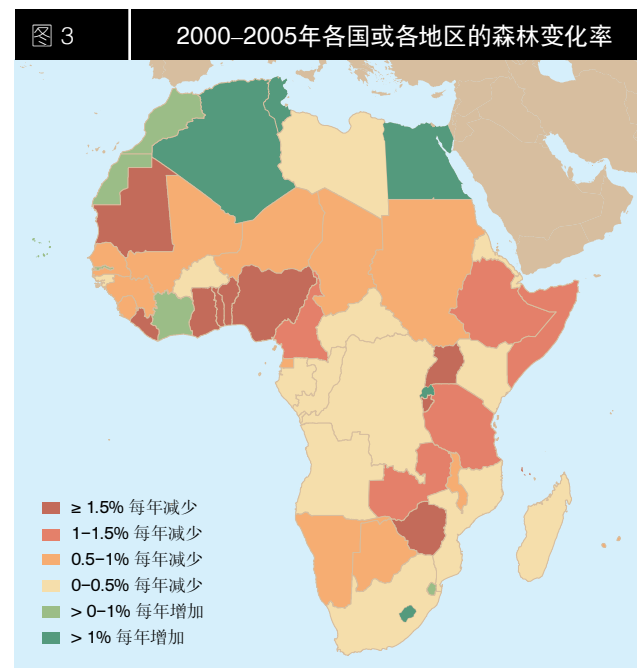 图 3
2000–2005年各国或各地区的森林变化率
≥ 1.5% 每年减少
1–1.5% 每年减少
0.5–1% 每年减少
0–0.5% 每年减少
> 0–1% 每年增加
> 1% 每年增加